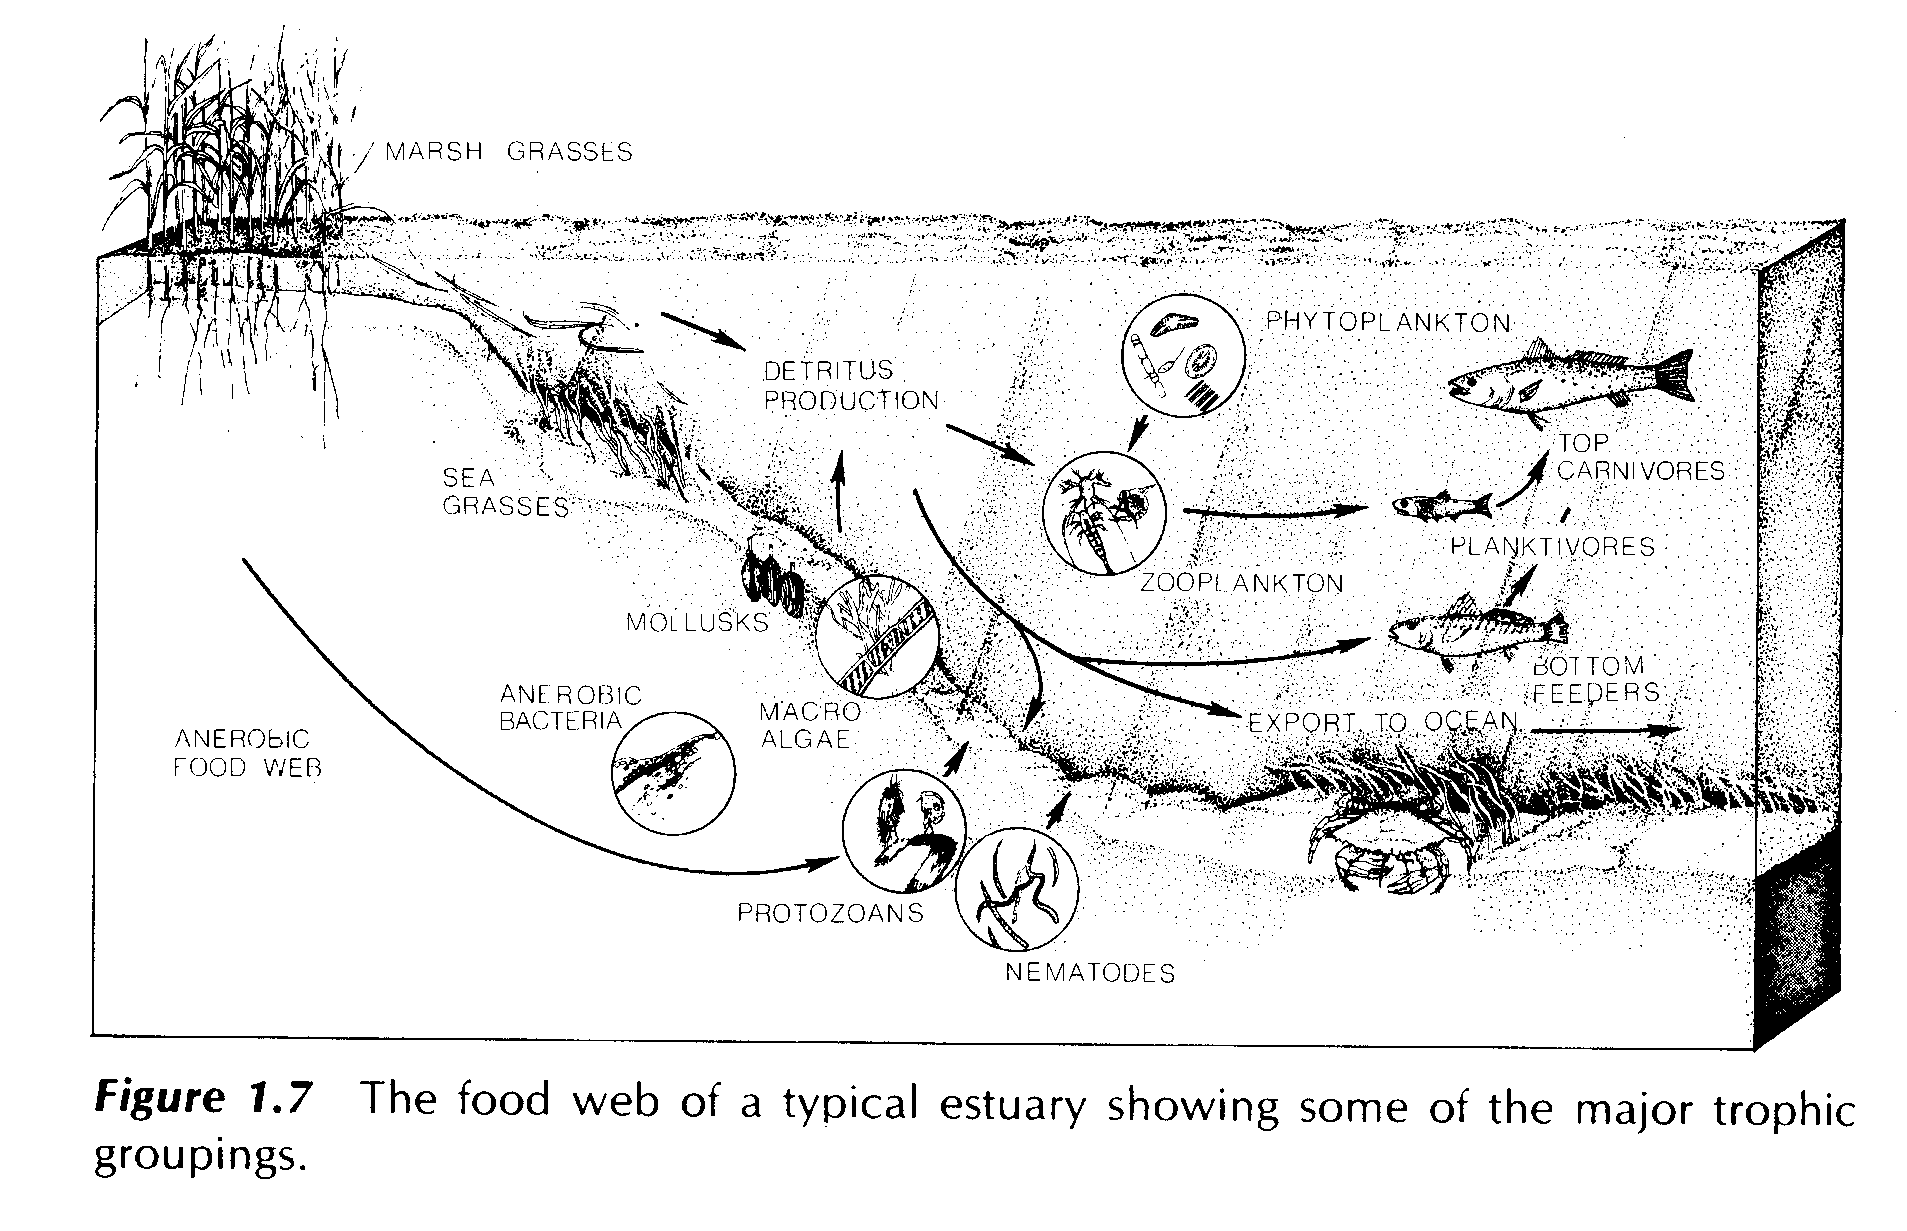 MARSH GRASSES
PHYTOPLANKTON
DETRITUS
PRODUCTION
TOP
CARNIVORES
SEA
GRASSES
PLANKTIVORES
ZOOPLANKTON
MOLLUSKS
BOTTOM
FEEDERS
ANEROBIC
BACTERIA
MACRO
ALGAE
EXPORT TO OCEAN
ANEROBIC
FOOD WEB
PROTOZOANS
NEMATODES
Figure 1.7 The food web of a typical estuary showing some of the major trophic
groupings.